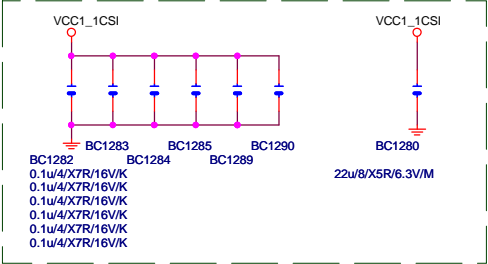 VCC1_1CSI
VCC1_1CSI
BC1283
BC1285
BC1290
BC1280
BC1282
BC1284
BC1289
0.1u/4/X7R/16V/K
22u/8/X5R/6.3V/M
0.1u/4/X7R/16V/K
0.1u/4/X7R/16V/K
0.1u/4/X7R/16V/K
0.1u/4/X7R/16V/K
0.1u/4/X7R/16V/K